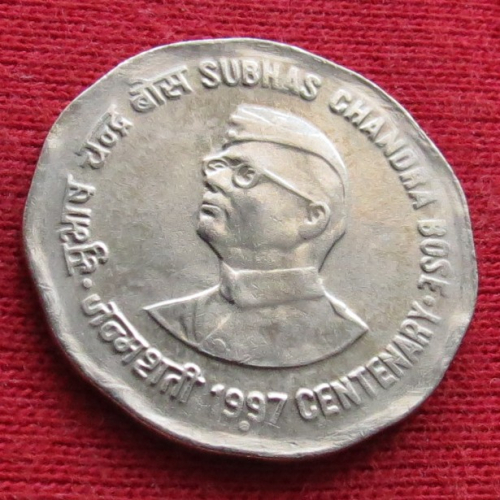 सुभाष चन्द्र बोस SUBHAS CHANDRA BOSE
जन्मशती 1997 CENTENARY